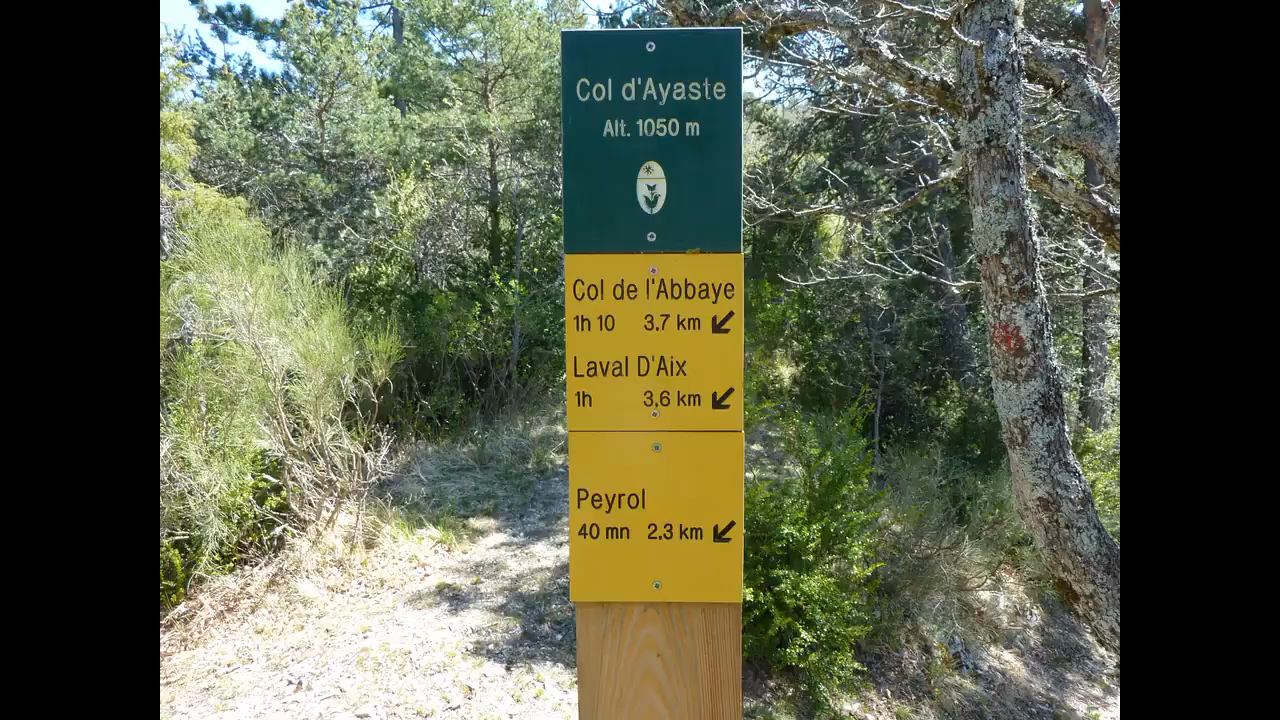 Col d'Ayaste
Alt. 1050 m
Col de l'Abbaye
1h 10 3.7 km
Laval D'Aix
1h 3.6 km
Peyrol
40 mn 2.3 km